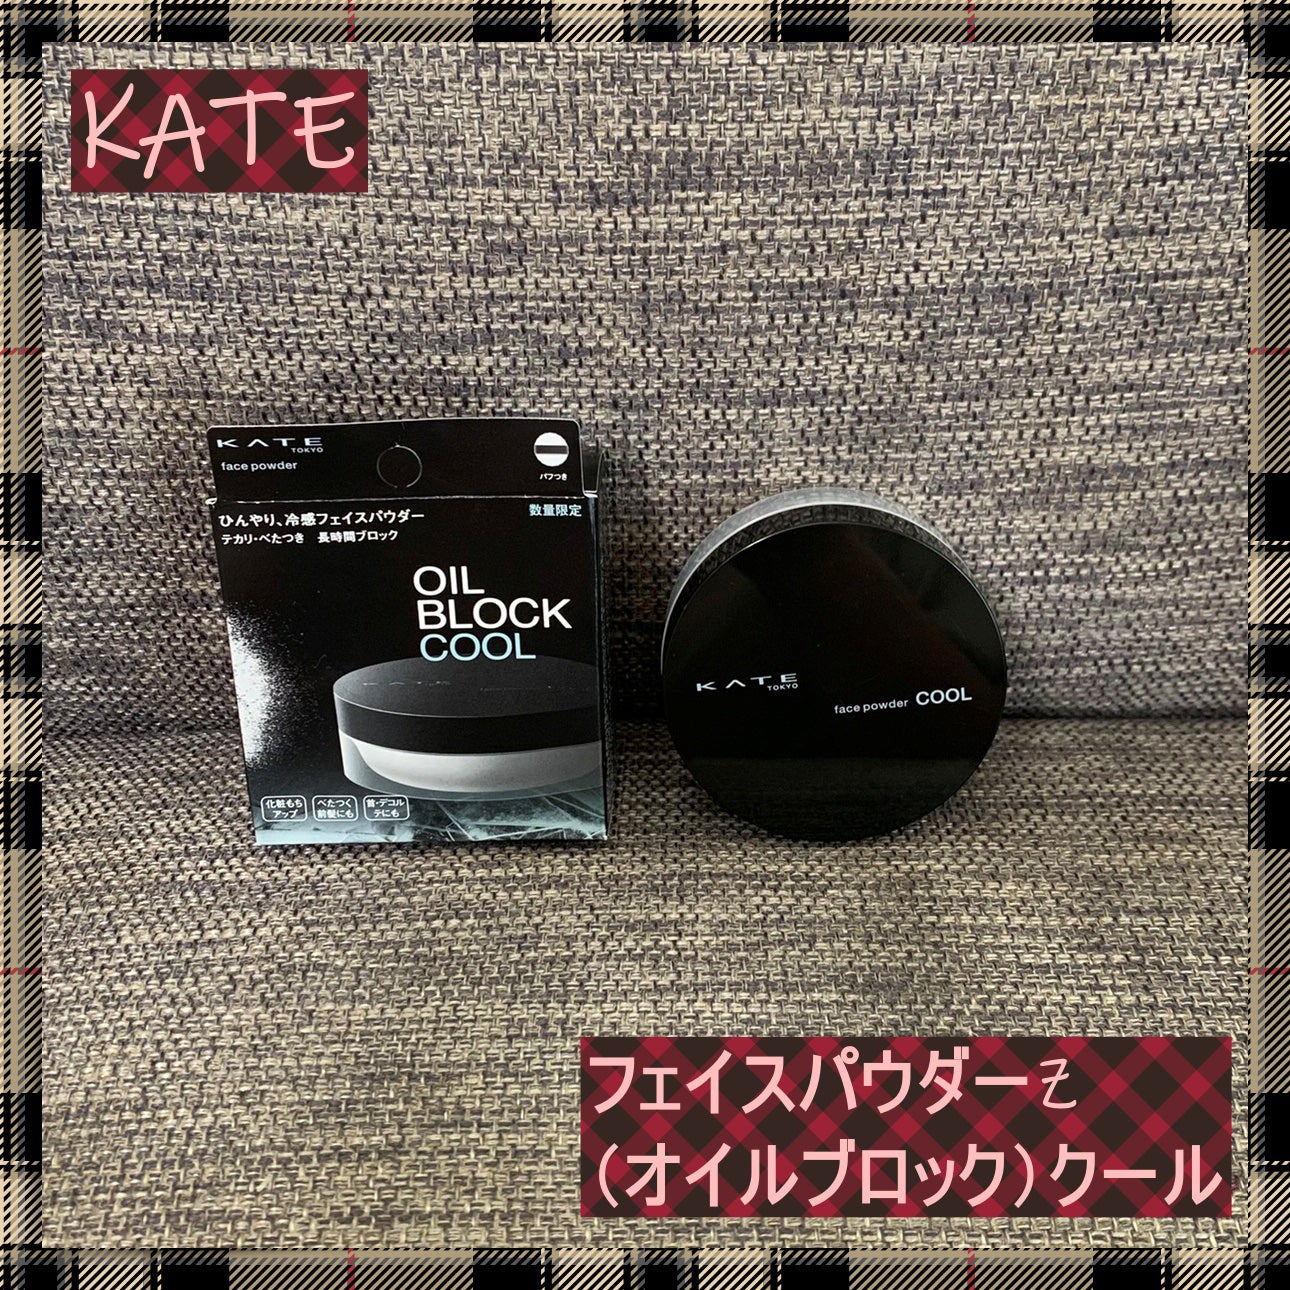 KATE
KATE
TOKYO
face powder
パフつき
ひんやり、冷感フェイスパウダー
数量限定
テカリ・べたつき 長時間ブロック
OIL
BLOCK
COOL
KATE
化粧もち
アップ
べたつく
前髪にも
首・デコル
テにも
KATE
TOKYO
face powder COOL
フェイスパウダーZ
(オイルブロック)クール